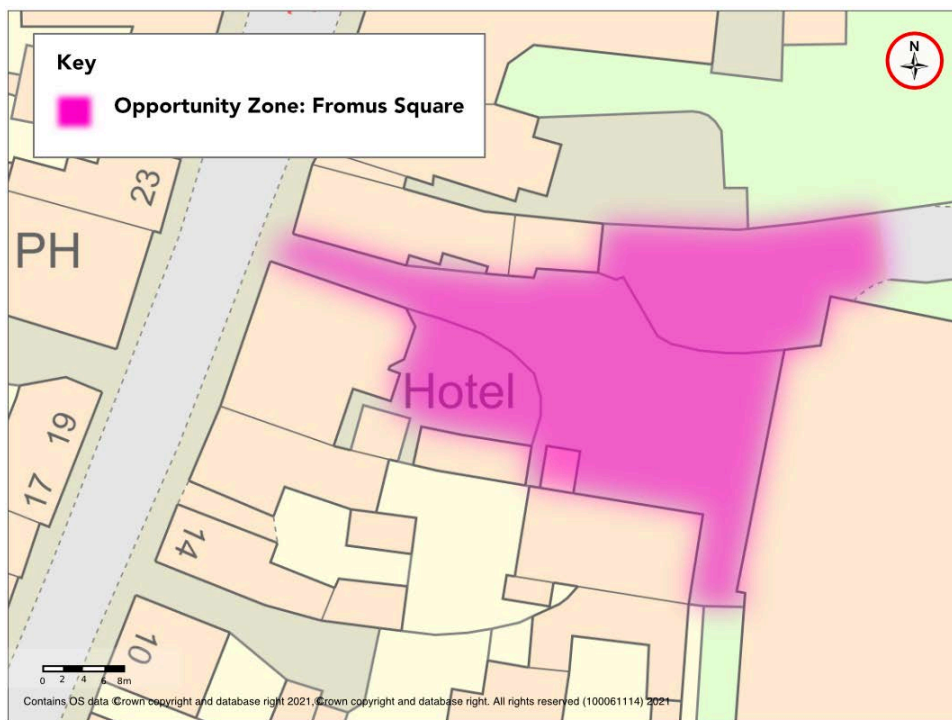 Key
N
Opportunity Zone: Fromus Square
23
PH
Hotel
19
17
14
10
0 2 4 6 8m
Contains OS data ©rown copyright and database right 2021, Crown copyright and database right. All rights reserved (100061114) 2021